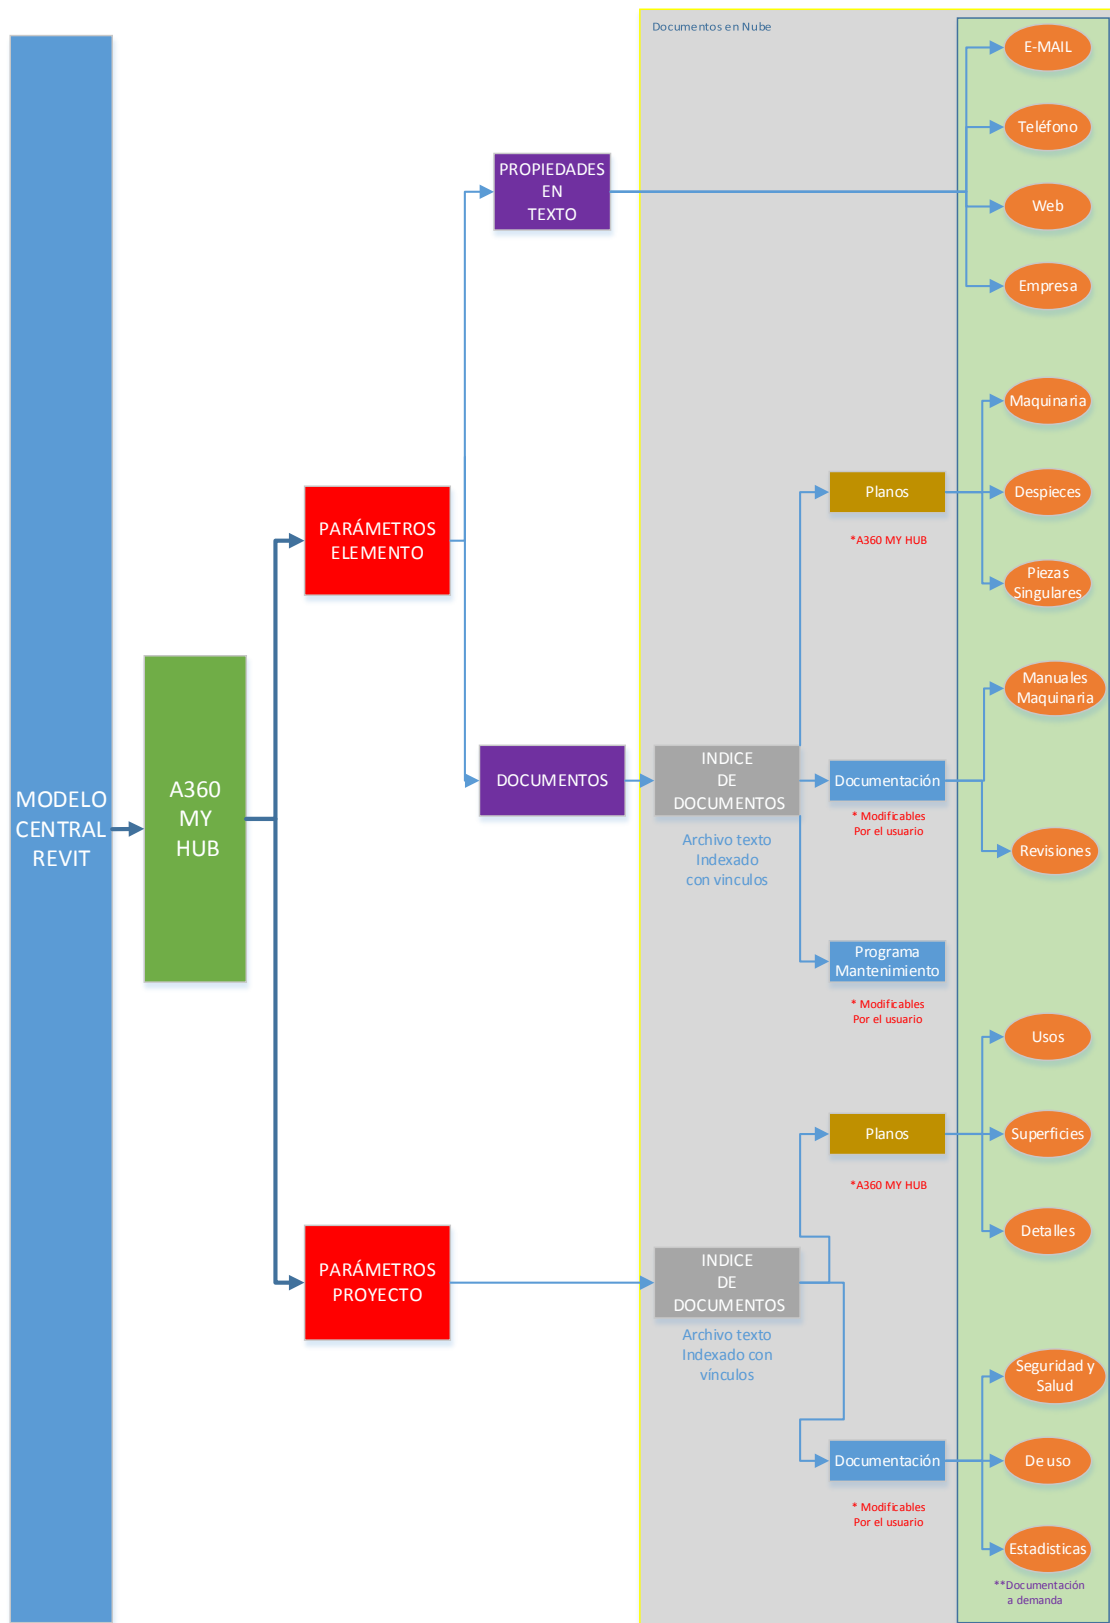 Documentos en Nube
MODELO
CENTRAL
REVIT
A360
MY
HUB
PARÁMETROS
ELEMENTO
PARÁMETROS
PROYECTO
PROPIEDADES
EN
TEXTO
DOCUMENTOS
INDICE
DE
DOCUMENTOS
Archivo texto
Indexado
con vinculos
Planos
*A360 MY HUB
Documentación
* Modificables
Por el usuario
Programa
Mantenimiento
* Modificables
Por el usuario
INDICE
DE
DOCUMENTOS
Archivo texto
Indexado con
vínculos
Planos
*A360 MY HUB
Documentación
* Modificables
Por el usuario
E-MAIL
Teléfono
Web
Empresa
Maquinaria
Despieces
Piezas
Singulares
Manuales
Maquinaria
Revisiones
Usos
Superficies
Detalles
Seguridad y
Salud
De uso
Estadisticas
**Documentación
a demanda